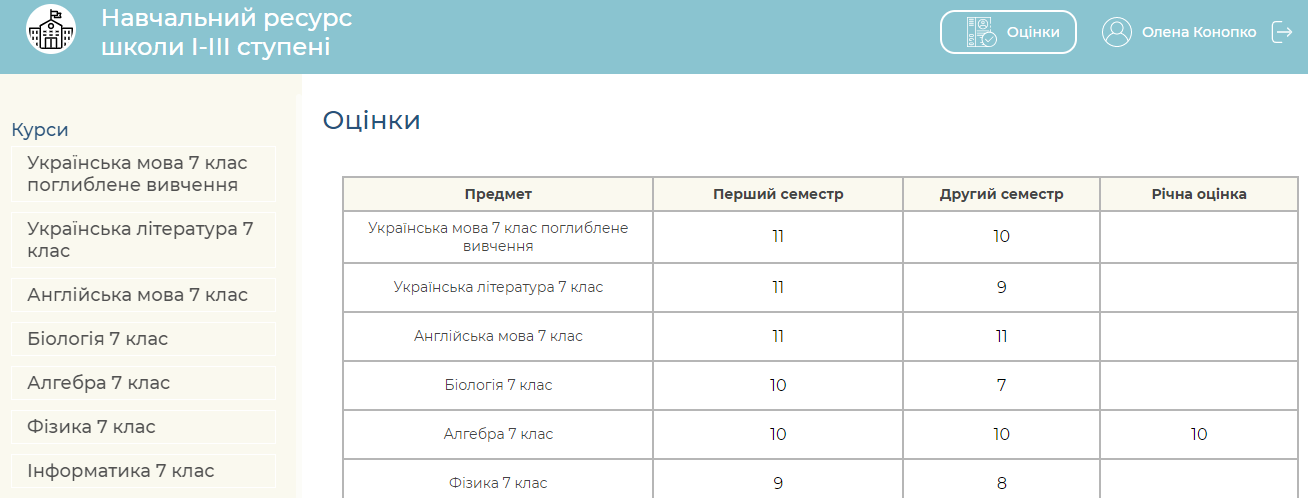 Навчальний ресурс
школи І-ІІІ ступені
Оцінки
Олена Конопко
Курси
Українська мова 7 клас
поглиблене вивчення
Українська література 7
клас
Англійська мова 7 клас
Біологія 7 клас
Алгебра 7 клас
Фізика 7 клас
Інформатика 7 клас
Оцінки
Предмет Перший семестр Другий семестр Річна оцінка
Українська мова 7 клас поглиблене
вивчення 11 10
Українська література 7 клас 11 9
Англійська мова 7 клас 11 11
Біологія 7 клас 10 7
Алгебра 7 клас 10 10 10
Фізика 7 клас 9 8